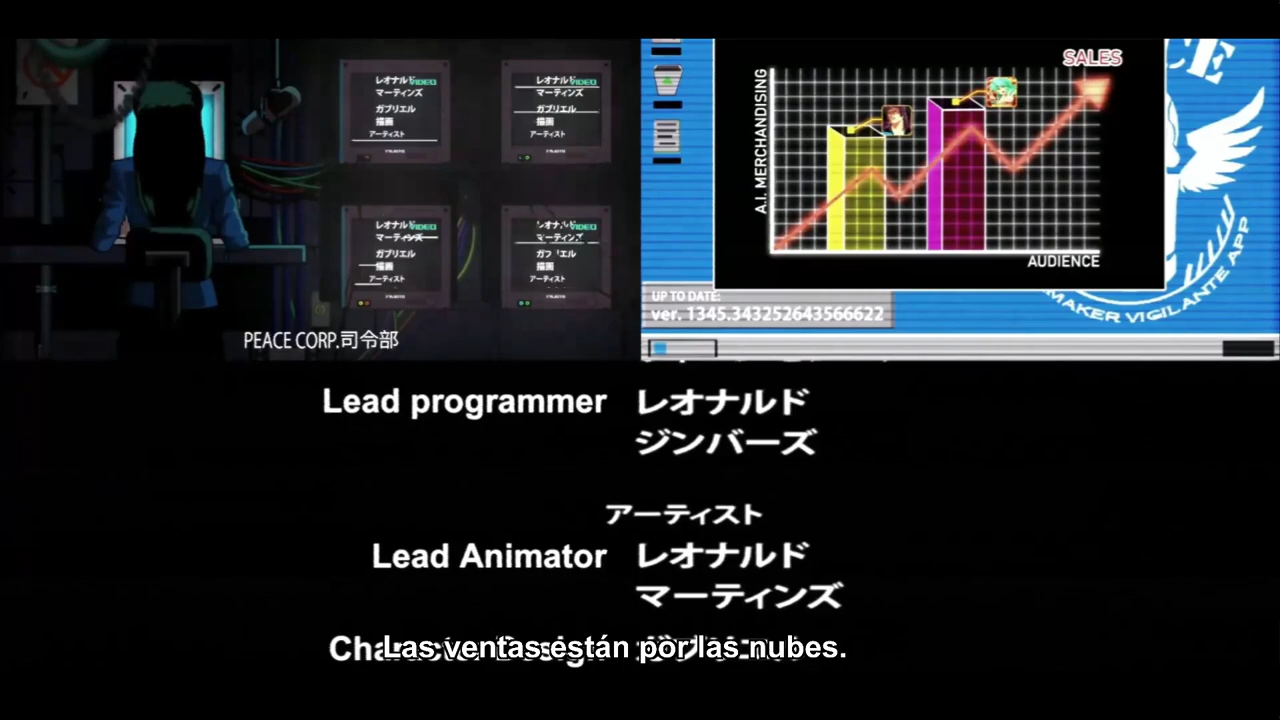 レオナルド VIDEO
マーティンズ
ガブリエル
描画
アーティスト
レオナルド VIDEO
マーティンズ
ガブリエル
描画
アーティスト
レオナルド VIDEO
マーティンズ
ガブリエル
描画
アーティスト
レオナルド VIDEO
マーティンズ
ガブリエル
描画
アーティスト
PEACE CORP.司令部
SALES
A.I. MERCHANDISING
AUDIENCE
UP TO DATE:
ver. 1345.343252643566622
MAKER VIGILANTE APP
Lead programmer レオナルド
ジンバーズ
アーティスト
Lead Animator レオナルド
マーティンズ
Las ventas están por las nubes.